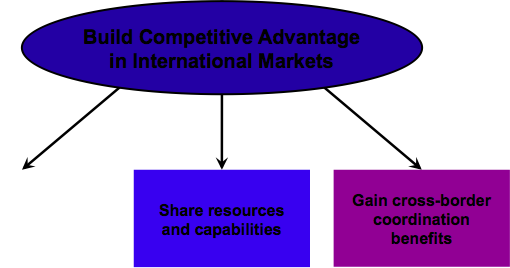 Build Competitive Advantage
in International Markets
Share resources
and capabilities
Gain cross-border
coordination
benefits